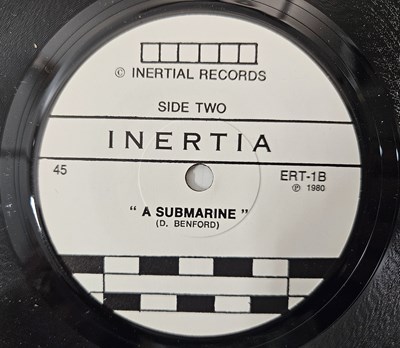 © INERTIAL RECORDS
SIDE TWO
INERTIA
45 ERT-1B
℗ 1980
" A SUBMARINE "
(D. BENFORD)